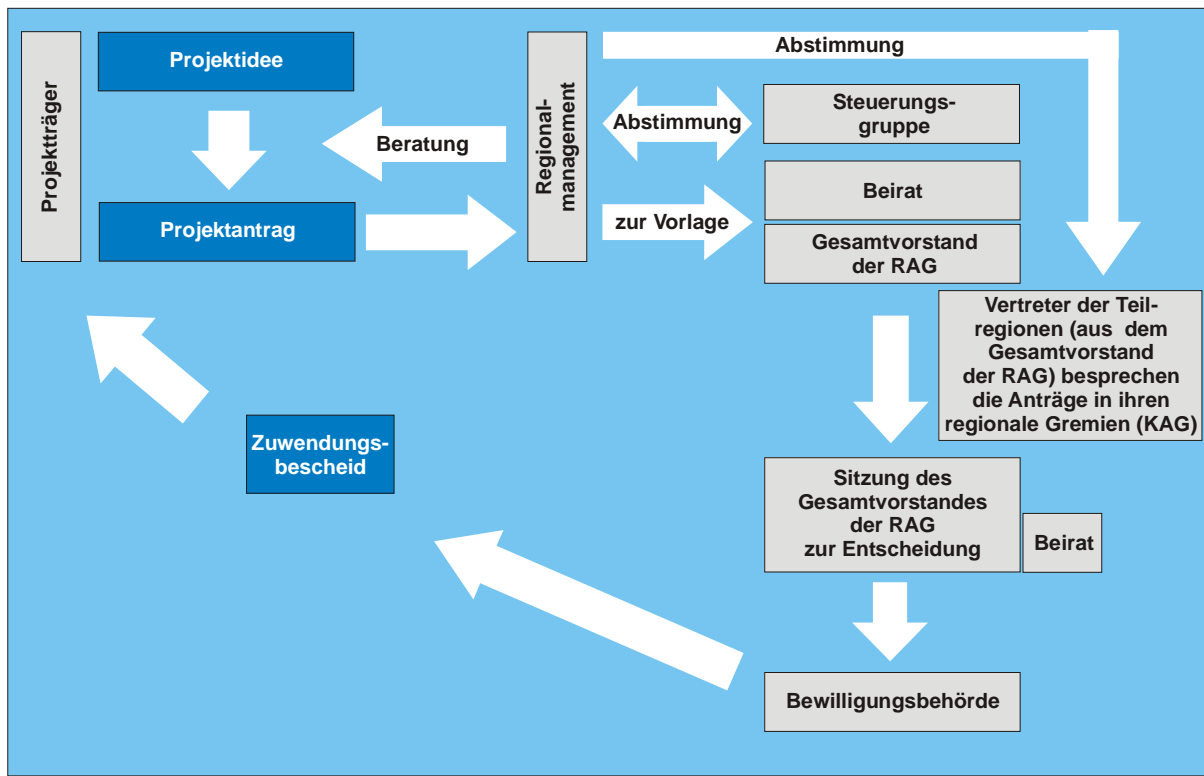 Projektträger
Projektidee
Beratung
Projektantrag
Regional-
management
Abstimmung
Abstimmung
Steuerungs-
gruppe
Beirat
zur Vorlage
Gesamtvorstand
der RAG
Vertreter der Teil-
regionen (aus dem
Gesamtvorstand
der RAG) besprechen
die Anträge in ihren
regionale Gremien (KAG)
Sitzung des
Gesamtvorstandes
der RAG
zur Entscheidung
Beirat
Bewilligungsbehörde
Zuwendungs-
bescheid